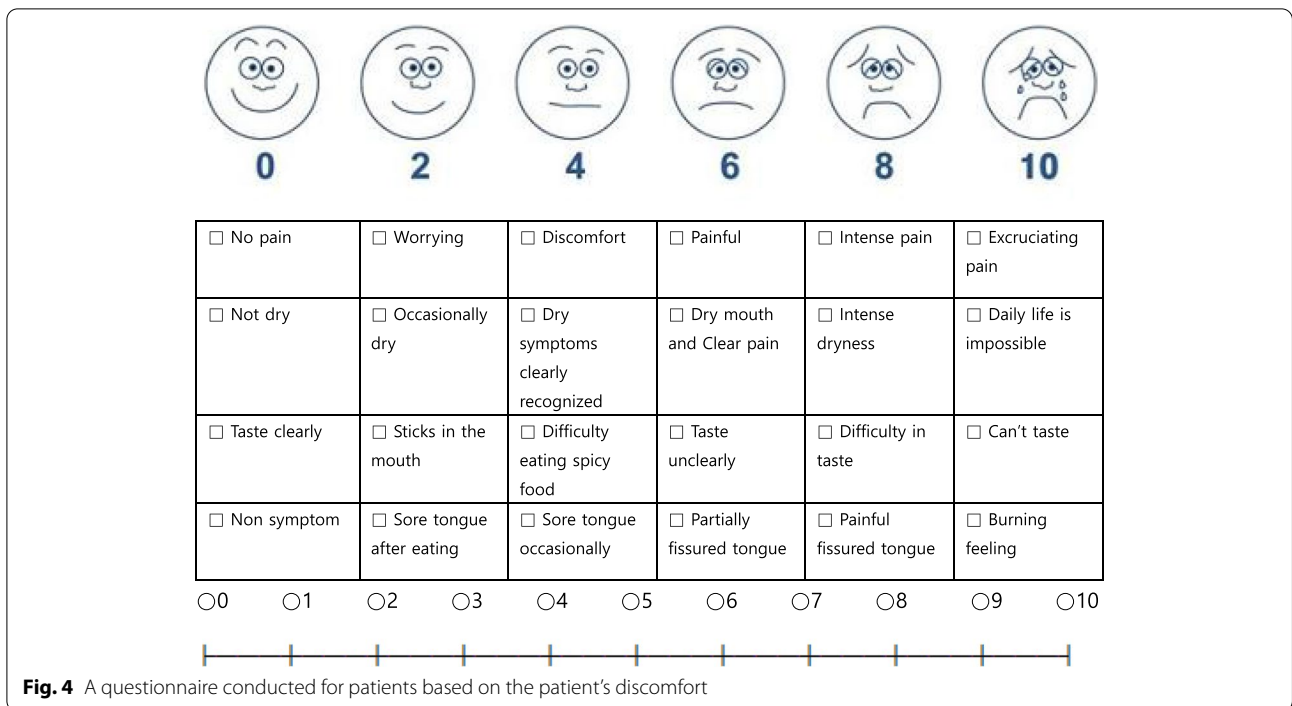 0 2 4 6 8 10
☐ No pain ☐ Worrying ☐ Discomfort ☐ Painful ☐ Intense pain ☐ Excruciating
pain
☐ Not dry ☐ Occasionally ☐ Dry ☐ Dry mouth ☐ Intense ☐ Daily life is
dry symptoms and Clear pain dryness impossible
clearly
recognized
☐ Taste clearly ☐ Sticks in the ☐ Difficulty ☐ Taste ☐ Difficulty in ☐ Can't taste
mouth eating spicy unclearly taste
food
☐ Non symptom ☐ Sore tongue ☐ Sore tongue ☐ Partially ☐ Painful ☐ Burning
after eating occasionally fissured tongue fissured tongue feeling
○0 ○1 ○2 ○3 ○4 ○5 ○6 ○7 ○8 ○9 ○10
Fig. 4 A questionnaire conducted for patients based on the patient's discomfort